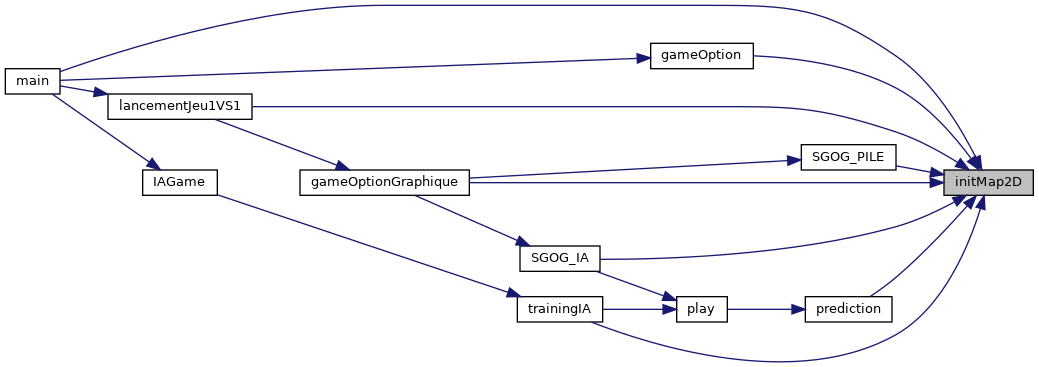 gameOption
main
lancementJeu1VS1
SGOG_PILE
IAGame
gameOptionGraphique
initMap2D
SGOG_IA
trainingIA
play
prediction